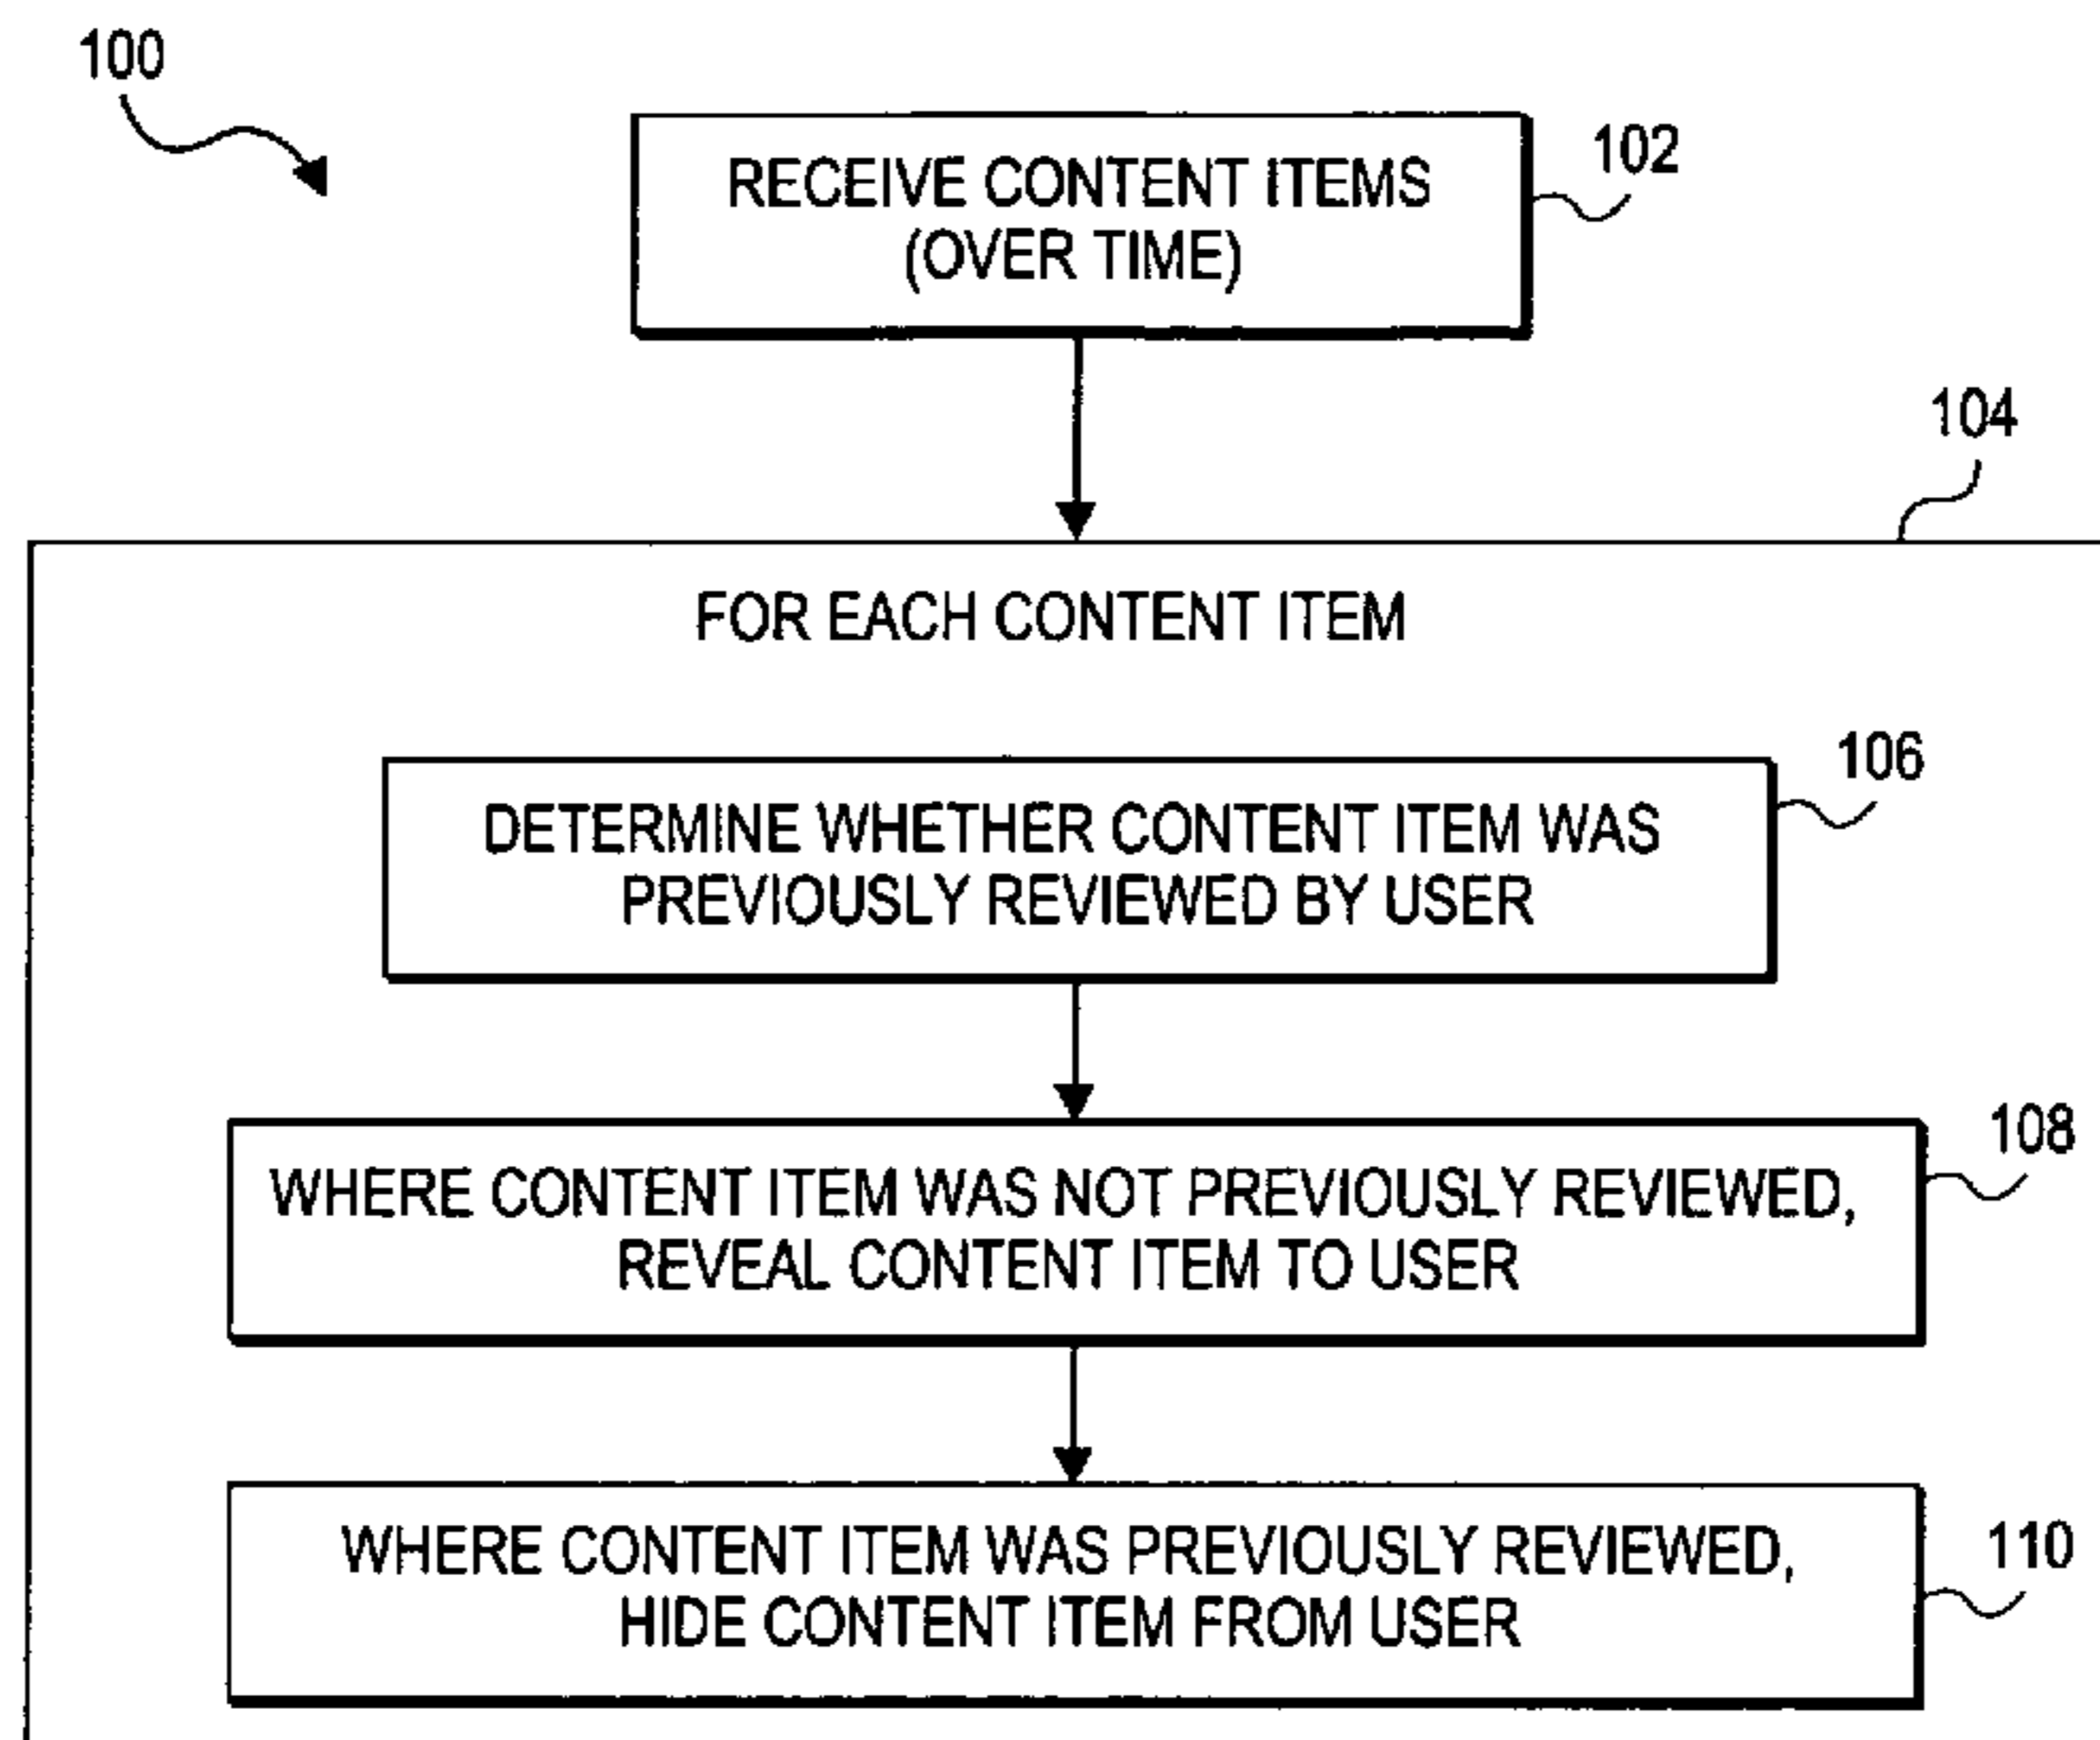 100
RECEIVE CONTENT ITEMS
(OVER TIME)
102
104
FOR EACH CONTENT ITEM
106
DETERMINE WHETHER CONTENT ITEM WAS
PREVIOUSLY REVIEWED BY USER
108
WHERE CONTENT ITEM WAS NOT PREVIOUSLY REVIEWED,
REVEAL CONTENT ITEM TO USER
110
WHERE CONTENT ITEM WAS PREVIOUSLY REVIEWED,
HIDE CONTENT ITEM FROM USER